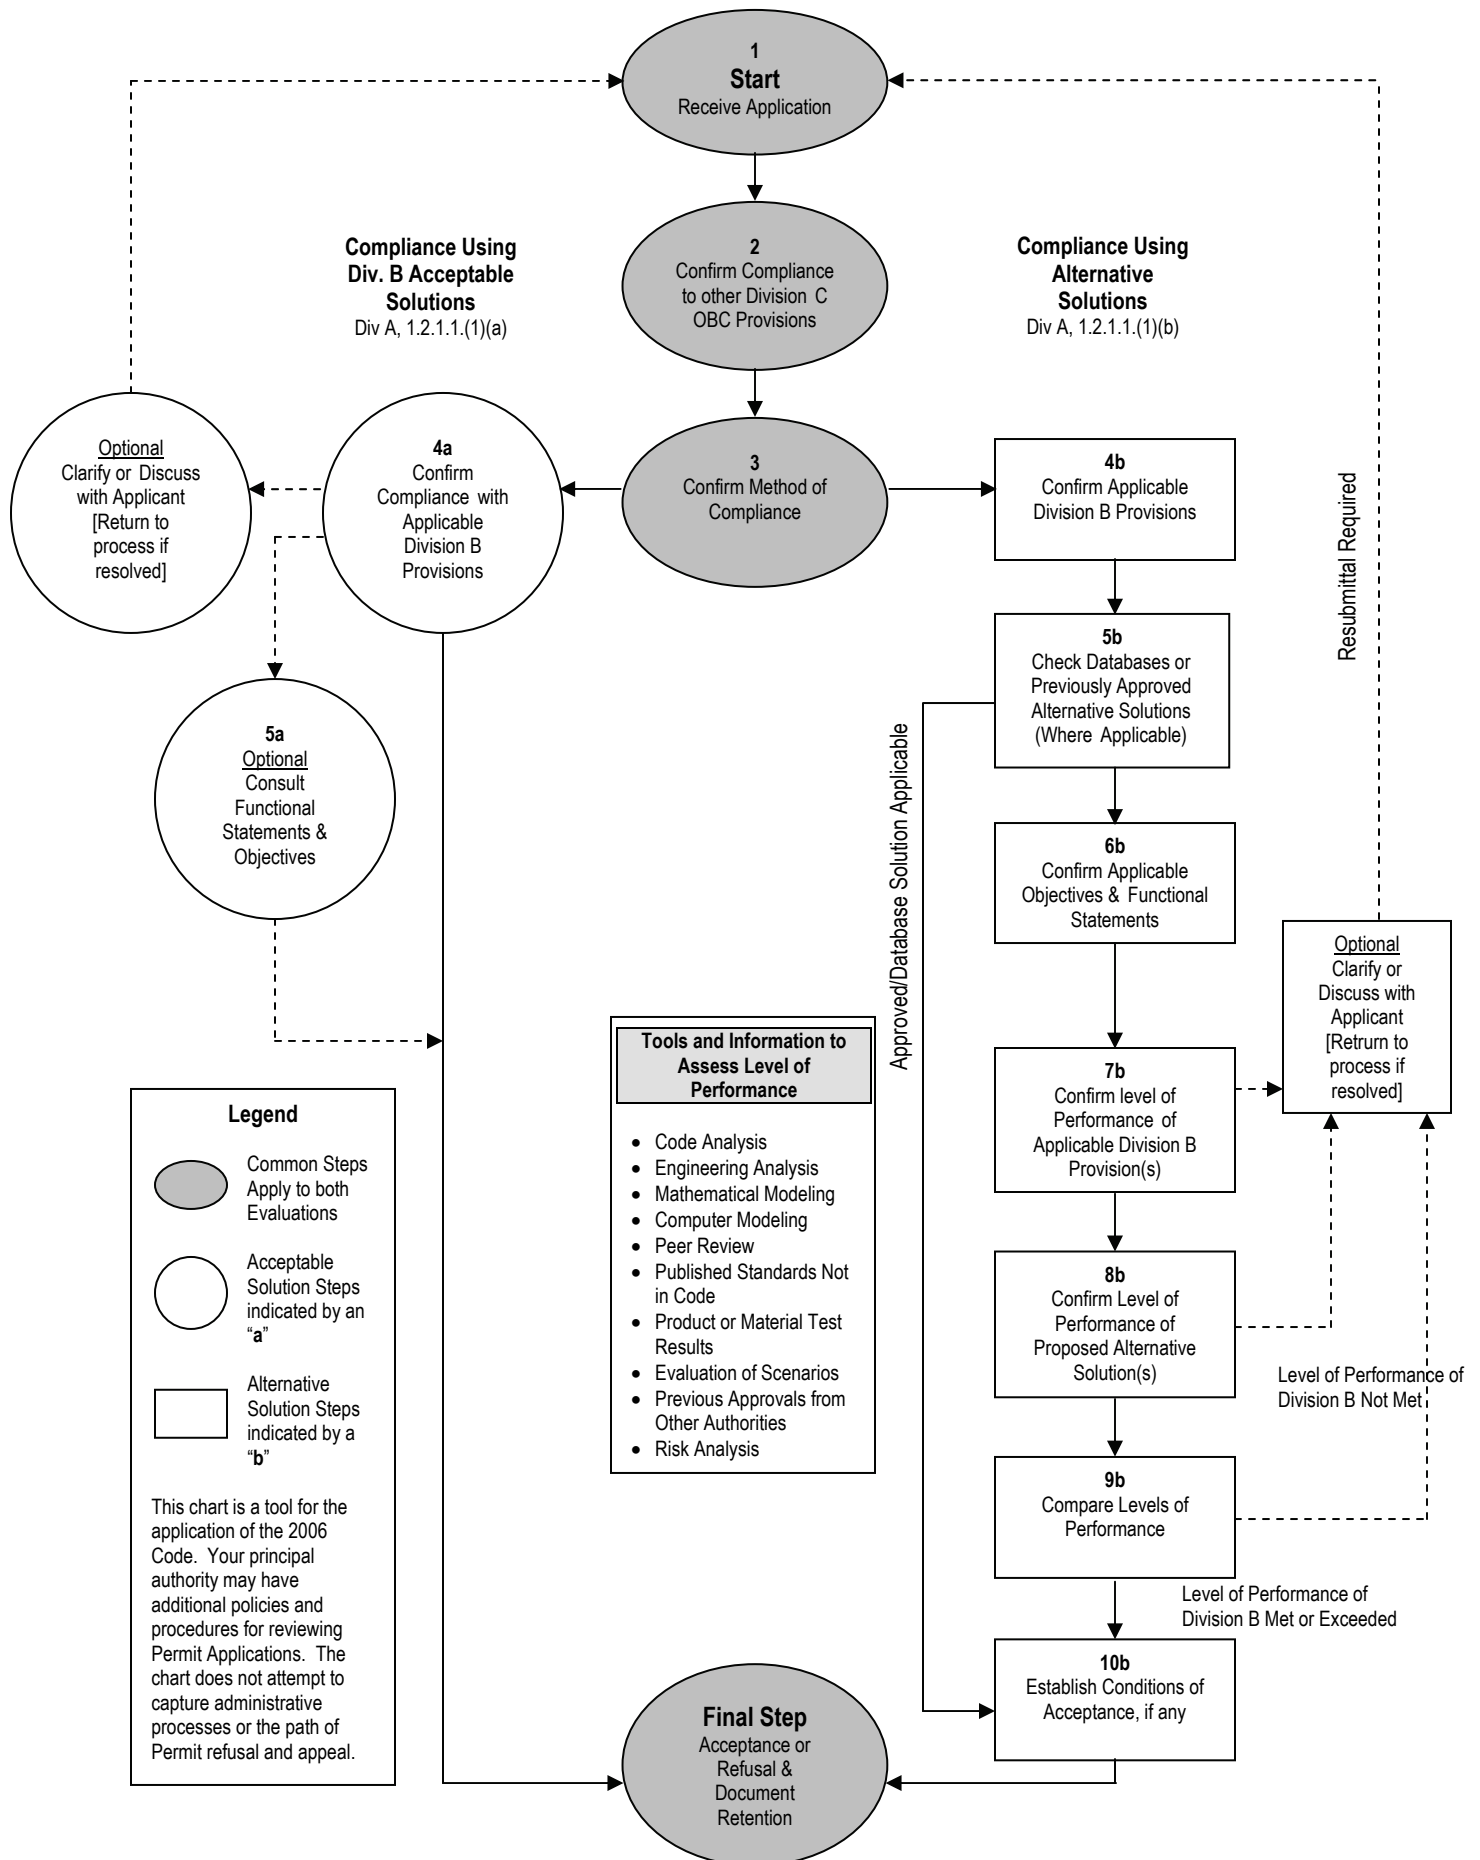 1
Start
Receive Application
2
Confirm Compliance
to other Division C
OBC Provisions
Compliance Using
Div. B Acceptable
Solutions
Div A, 1.2.1.1.(1)(a)
Compliance Using
Alternative
Solutions
Div A, 1.2.1.1.(1)(b)
3
Confirm Method of
Compliance
Optional
Clarify or Discuss
with Applicant
[Return to
process if
resolved]
4a
Confirm
Compliance with
Applicable
Division B
Provisions
5a
Optional
Consult
Functional
Statements &
Objectives
4b
Confirm Applicable
Division B Provisions
5b
Check Databases or
Previously Approved
Alternative Solutions
(Where Applicable)
Approved/Database Solution Applicable
Resubmittal Required
6b
Confirm Applicable
Objectives & Functional
Statements
Optional
Clarify or
Discuss with
Applicant
[Retrurn to
process if
resolved]
7b
Confirm level of
Performance of
Applicable Division B
Provision(s)
8b
Confirm Level of
Performance of
Proposed Alternative
Solution(s)
Level of Performance of
Division B Not Met
9b
Compare Levels of
Performance
Level of Performance of
Division B Met or Exceeded
10b
Establish Conditions of
Acceptance, if any
Tools and Information to
Assess Level of
Performance
• Code Analysis
• Engineering Analysis
• Mathematical Modeling
• Computer Modeling
• Peer Review
• Published Standards Not
in Code
• Product or Material Test
Results
• Evaluation of Scenarios
• Previous Approvals from
Other Authorities
• Risk Analysis
Legend
Common Steps
Apply to both
Evaluations
Acceptable
Solution Steps
indicated by an
“a”
Alternative
Solution Steps
indicated by a
“b”
This chart is a tool for the
application of the 2006
Code. Your principal
authority may have
additional policies and
procedures for reviewing
Permit Applications. The
chart does not attempt to
capture administrative
processes or the path of
Permit refusal and appeal.
Final Step
Acceptance or
Refusal &
Document
Retention